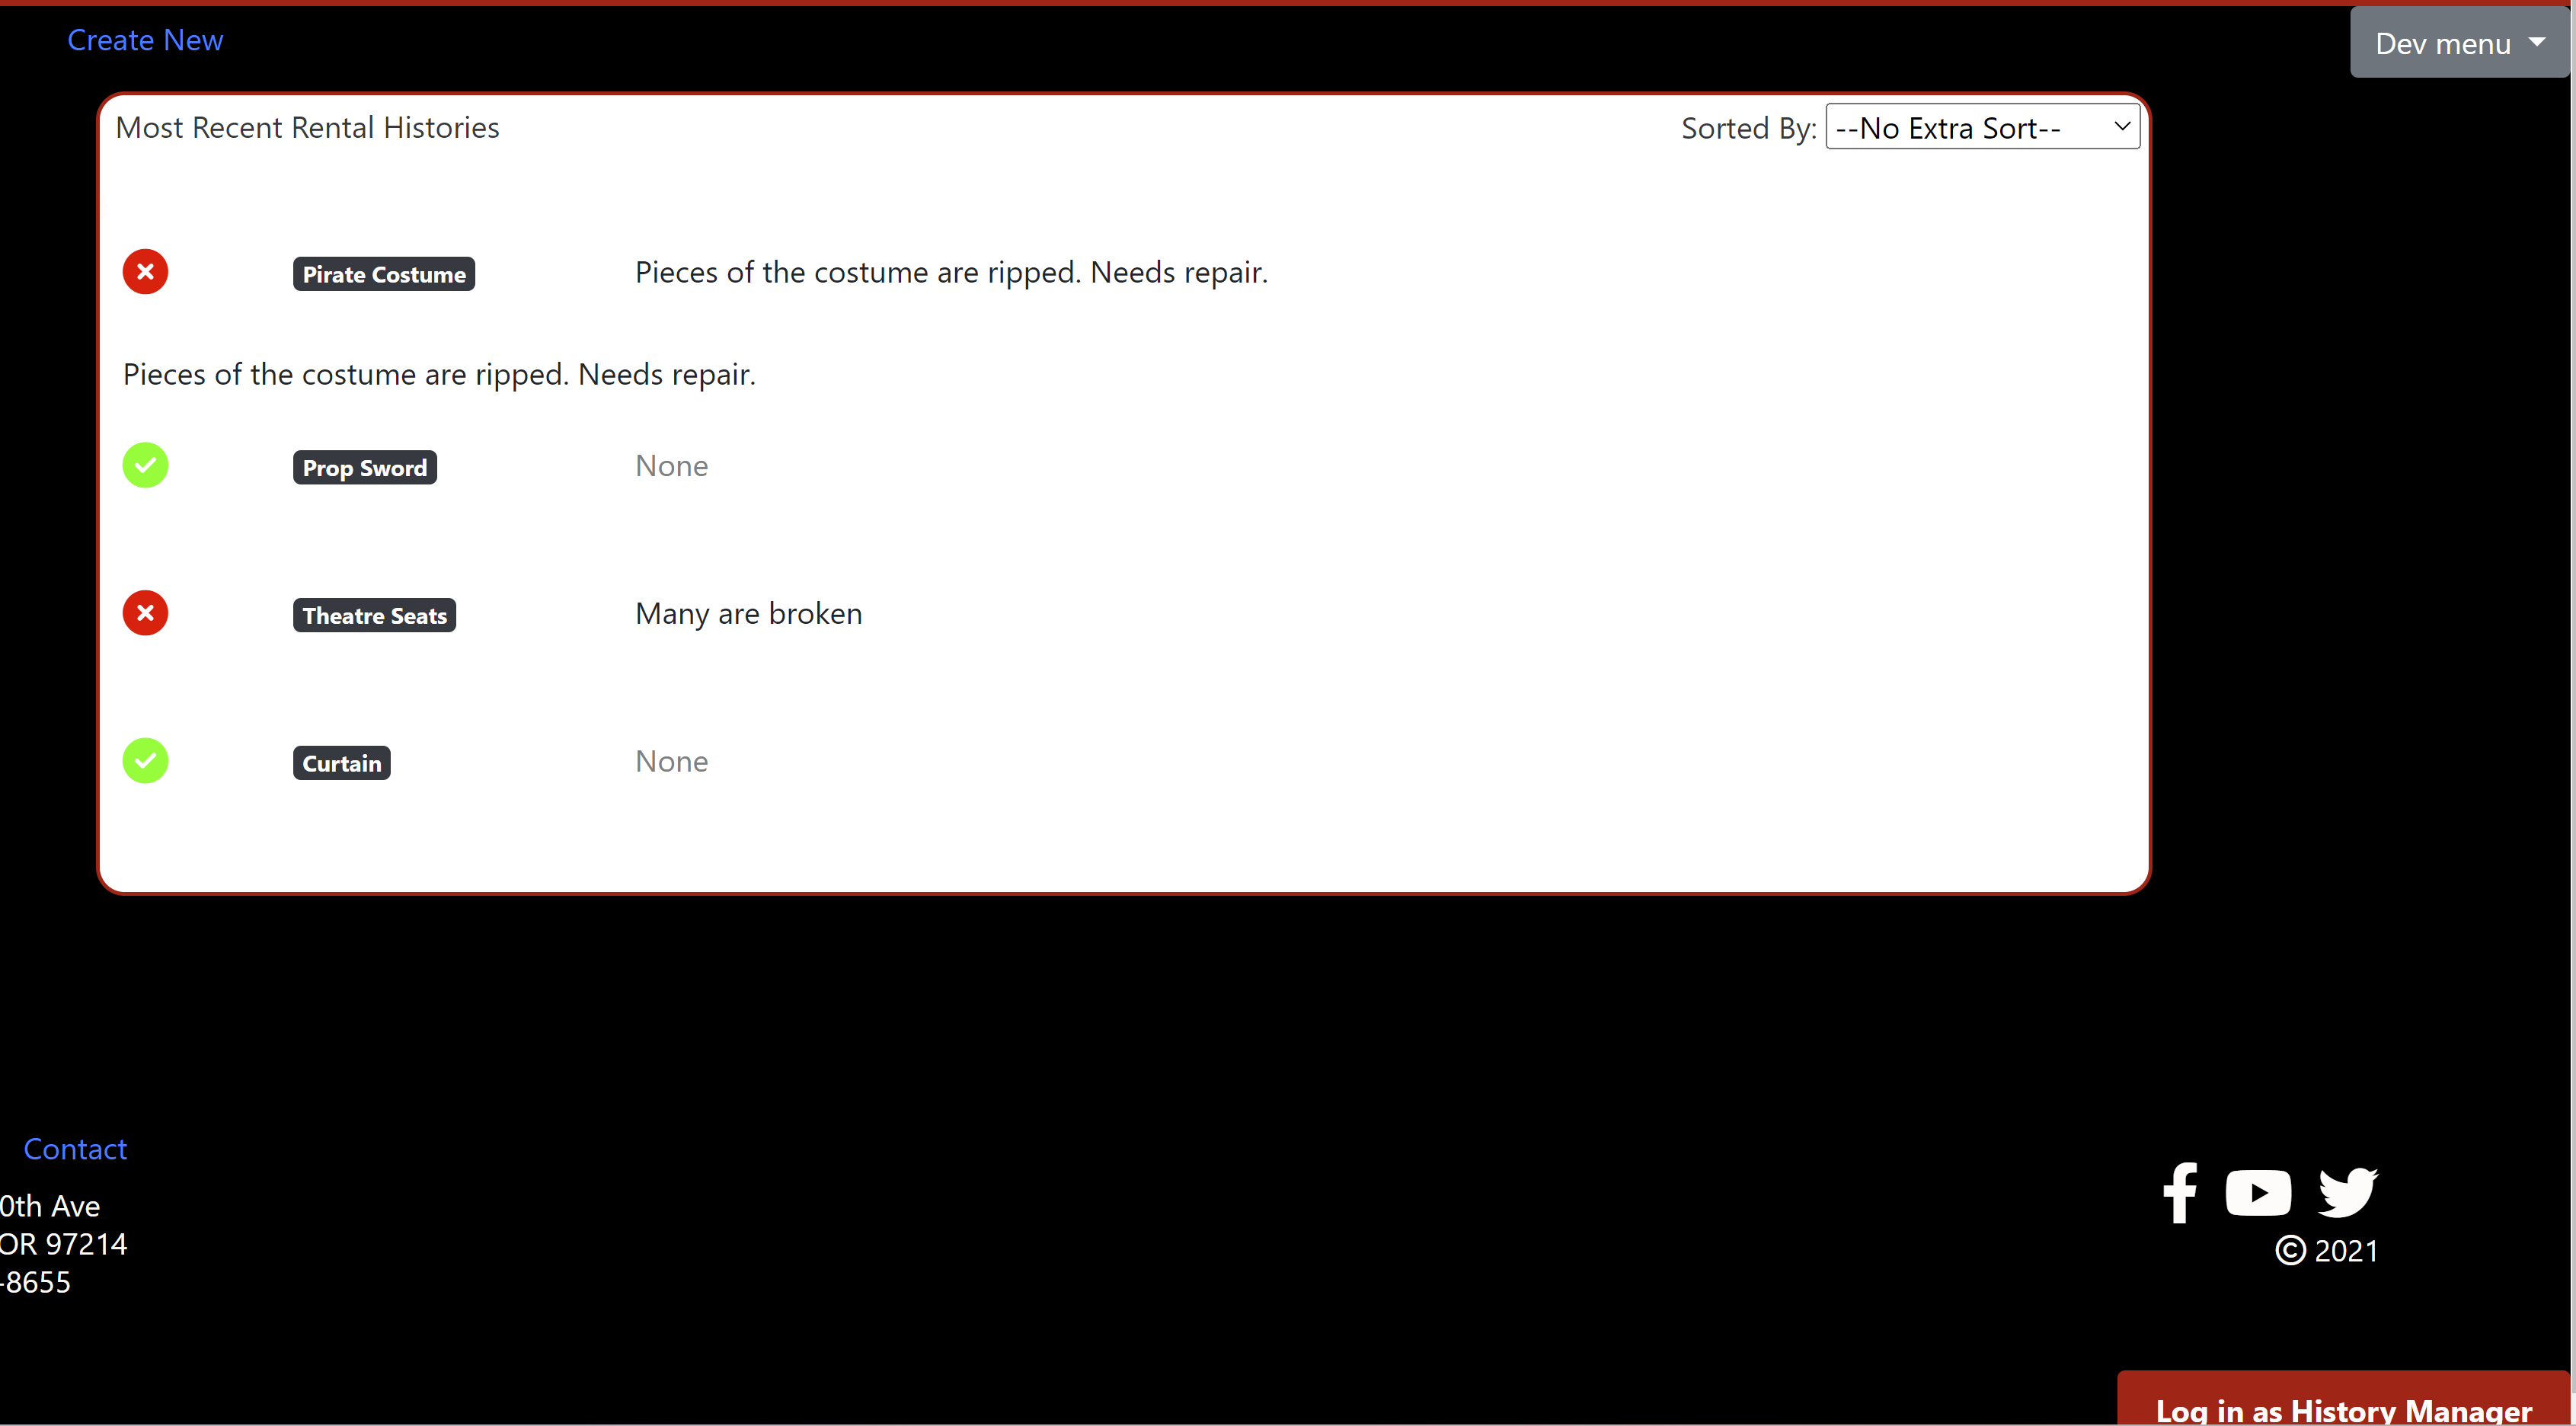 Create New
Dev menu
Most Recent Rental Histories
Sorted By: --No Extra Sort--
Pirate Costume Pieces of the costume are ripped. Needs repair.
Pieces of the costume are ripped. Needs repair.
Prop Sword None
Theatre Seats Many are broken
Curtain None
Contact
0th Ave
OR 97214
-8655
© 2021
Log in as History Manager